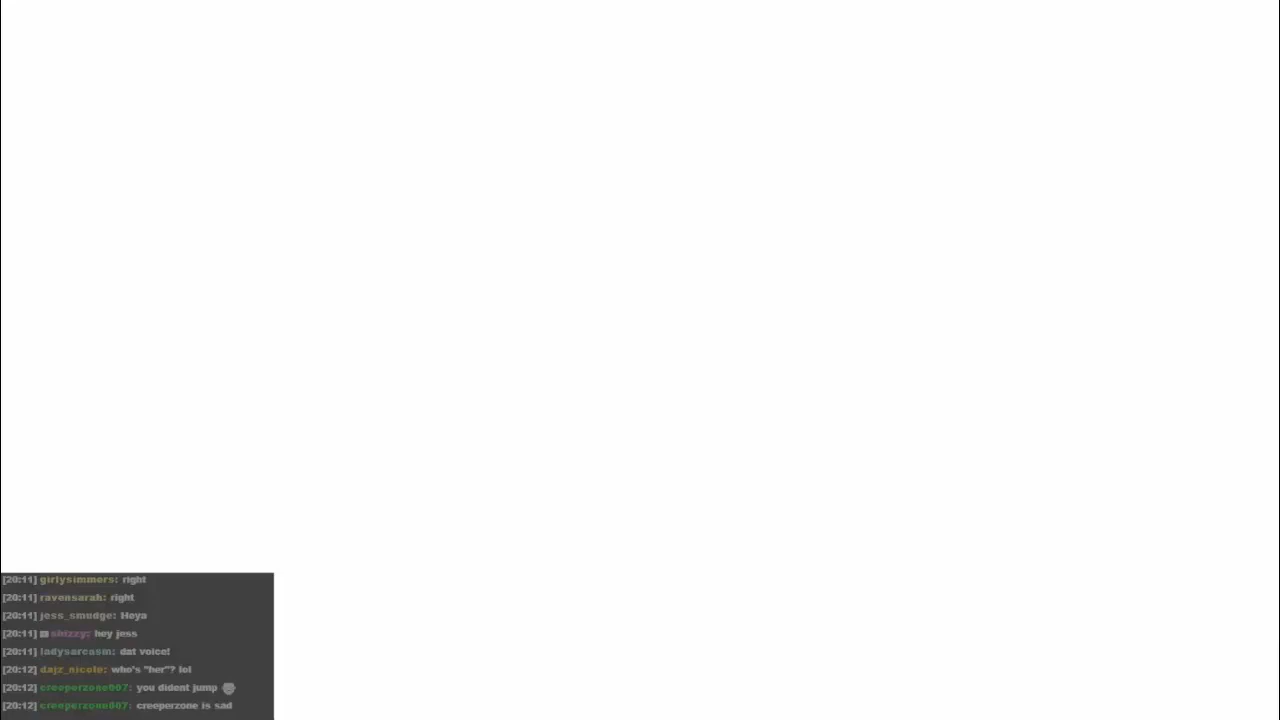 [20:11] girlysimmers: right
[20:11] ravensarah: right
[20:11] jess_smudge: Heya
[20:11] shizzy: hey jess
[20:11] ladysarcasm: dat voice!
[20:12] dajz_nicole: who's "her"? lol
[20:12] creeperzone007: you dident jump
[20:12] creeperzone007: creeperzone is sad